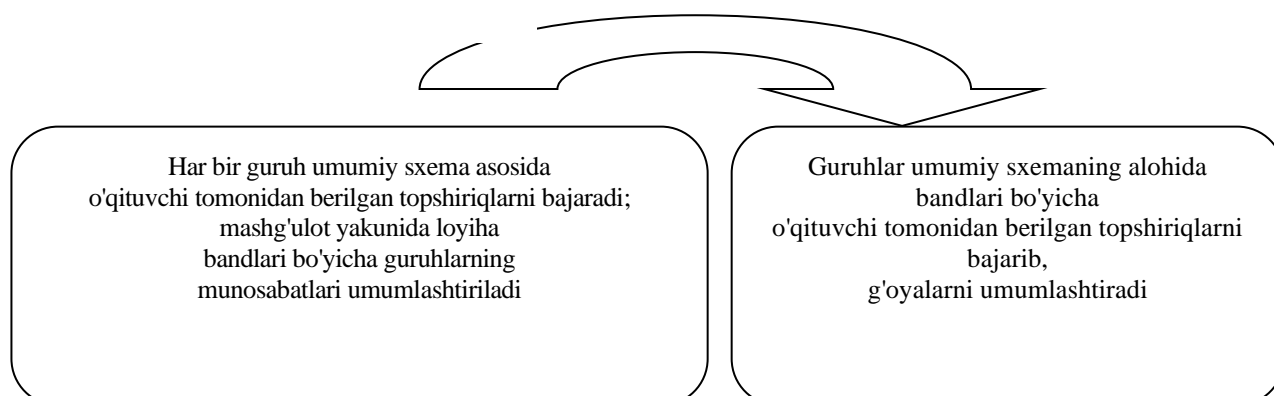 Har bir guruh umumiy sxema asosida
o'qituvchi tomonidan berilgan topshiriqlarni bajaradi;
mashg'ulot yakunida loyiha
bandlari bo'yicha guruhlarning
munosabatlari umumlashtiriladi
Guruhlar umumiy sxemaning alohida
bandlari bo'yicha
o'qituvchi tomonidan berilgan topshiriqlarni
bajarib,
g'oyalarni umumlashtiradi